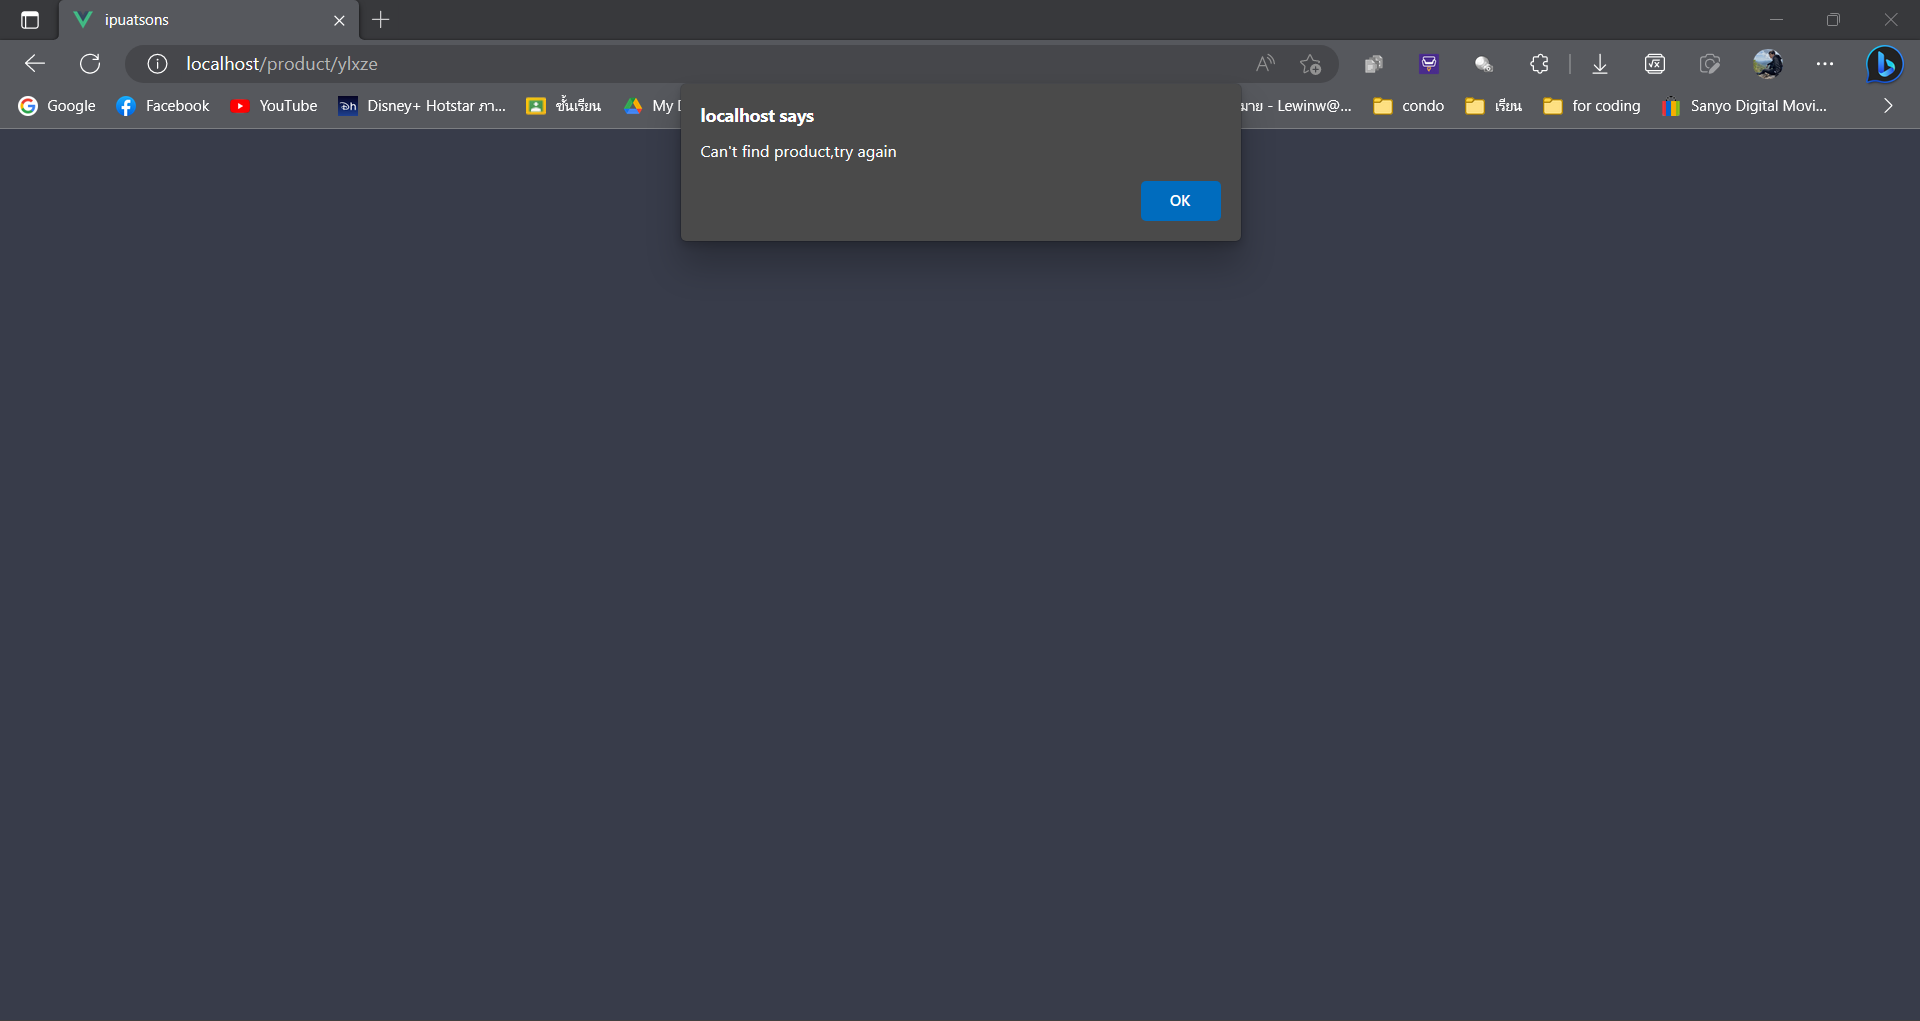 ipuatsons
localhost/product/ylxze
Google Facebook YouTube Disney+ Hotstar ภา... ชั้นเรียน My - Lewinw@... condo เรียน for coding Sanyo Digital Movi...
localhost says
Can't find product,try again
OK